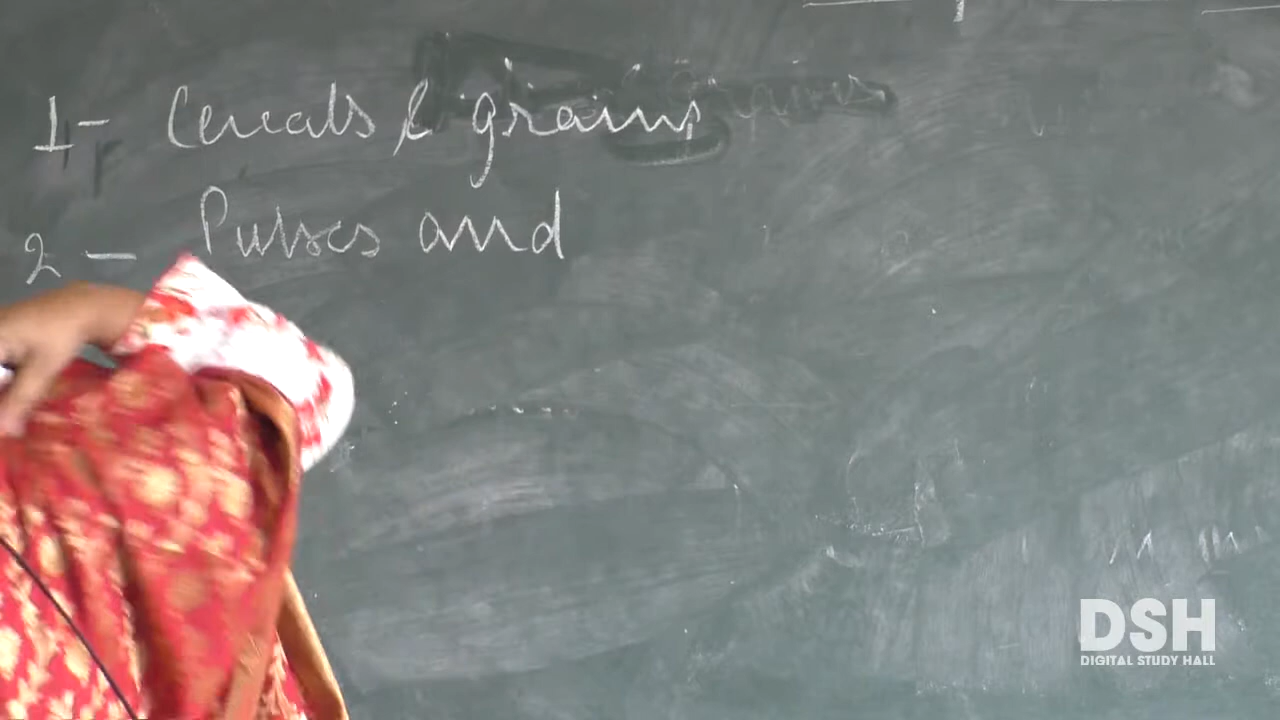 1- Cereals & grains
2 - Pulses and
DSH
DIGITAL STUDY HALL